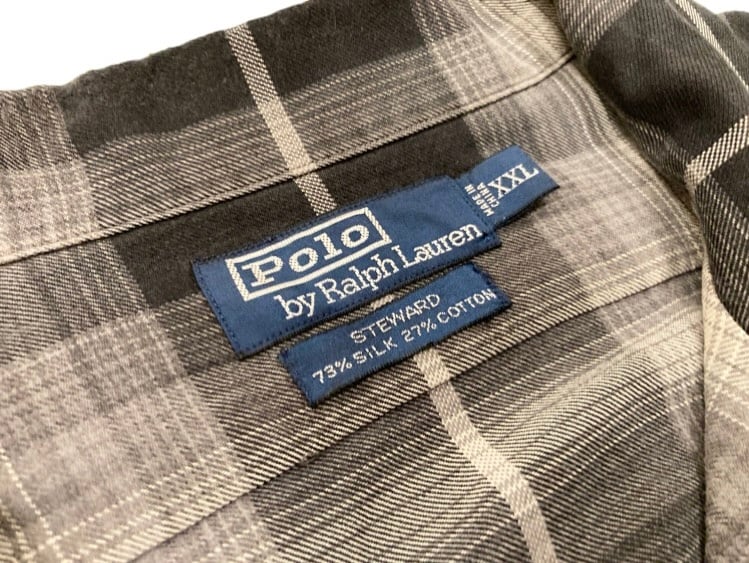 Polo
by Ralph Lauren
XXL
MADE IN
CHINA
STEWARD
73% SILK 27% COTTON